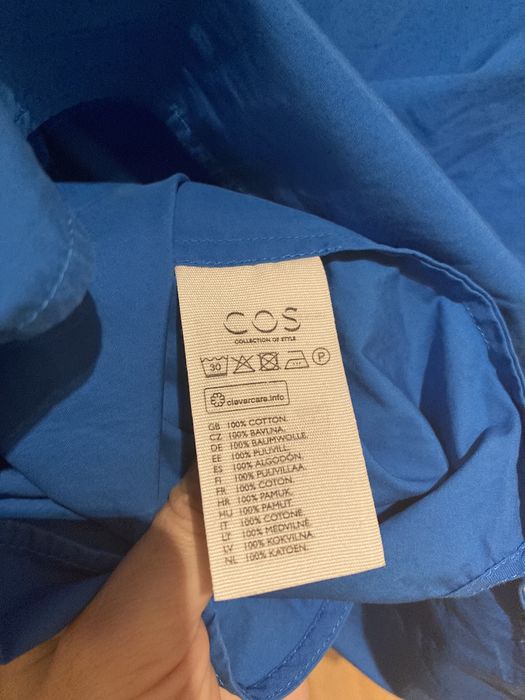 COS
COLLECTION OF STYLE
30 P
clevercare.info
GB 100% COTTON.
CZ 100% BAVLNA.
DE 100% BAUMWOLLE.
EE 100% PUUVILL.
ES 100% ALGODÓN.
FI 100% PUUVILLAA.
FR 100% COTON.
HR 100% PAMUK.
HU 100% PAMUT.
IT 100% COTONE.
LT 100% MEDVILNĖ.
LV 100% KOKVILNA.
NL 100% KATOEN.